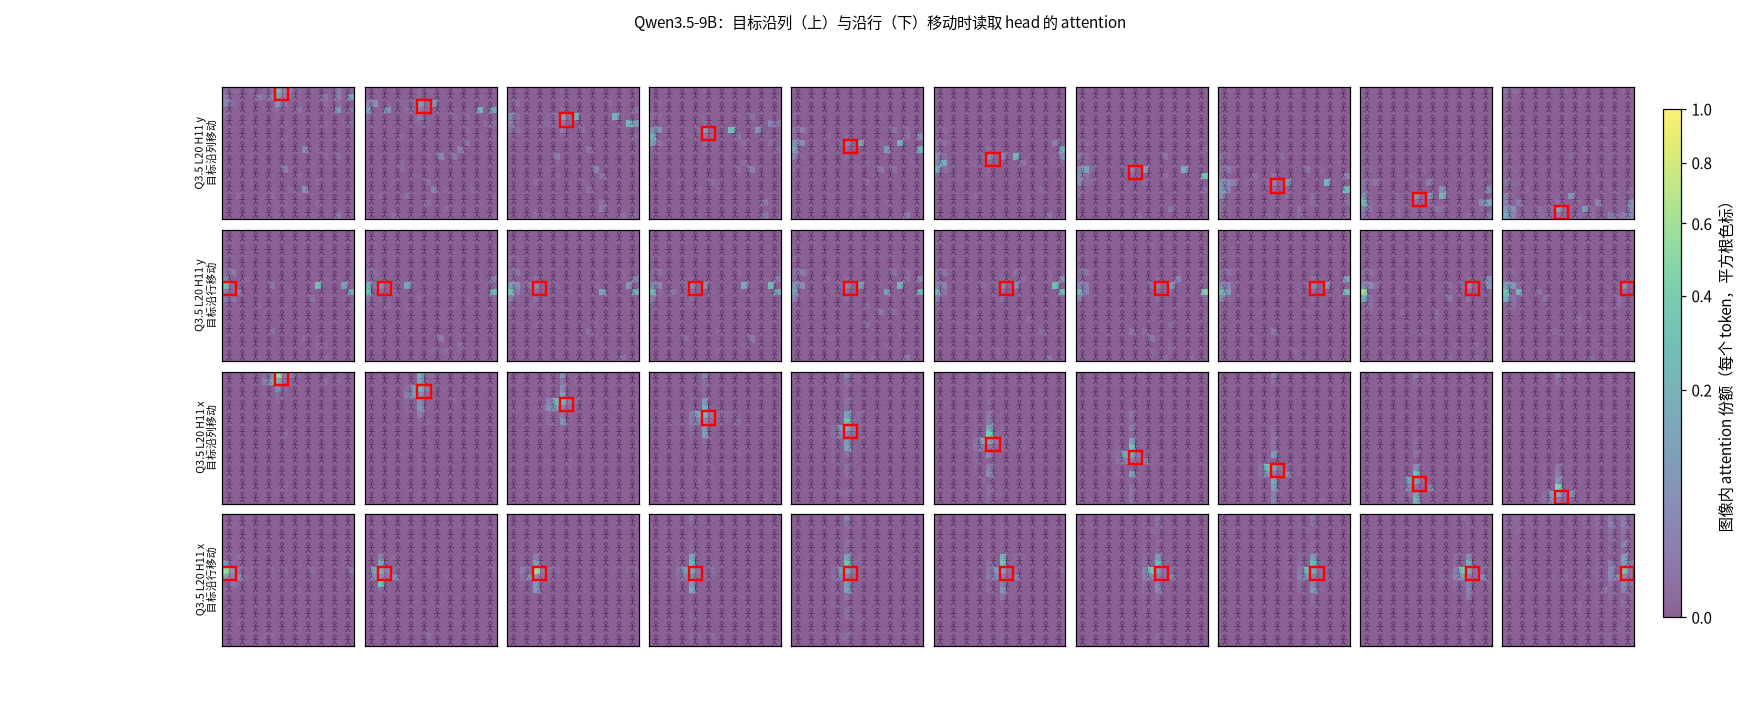 Qwen3.5-9B：目标沿列（上）与沿行（下）移动时读取 head 的 attention
Q3.5 L20 H11 y
目标沿列移动
Q3.5 L20 H11 y
目标沿行移动
Q3.5 L20 H11 x
目标沿列移动
Q3.5 L20 H11 x
目标沿行移动
1.0
0.8
0.6
0.4
0.2
0.0
图像内 attention 份额（每个 token，平方根色标）